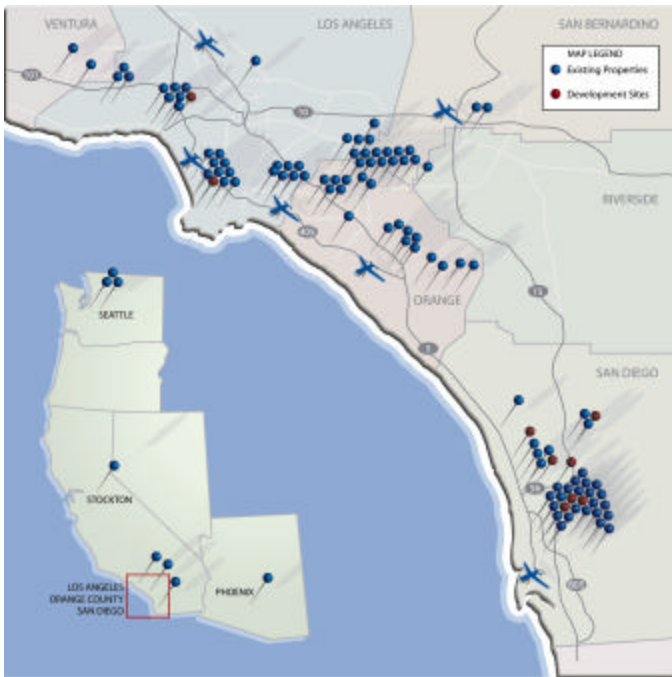 VENTURA
LOS ANGELES
SAN BERNARDINO
MAP LEGEND
Existing Properties
Development Sites
101
10
RIVERSIDE
405
15
ORANGE
5
SAN DIEGO
SEATTLE
STOCKTON
PHOENIX
LOS ANGELES
ORANGE COUNTY
SAN DIEGO